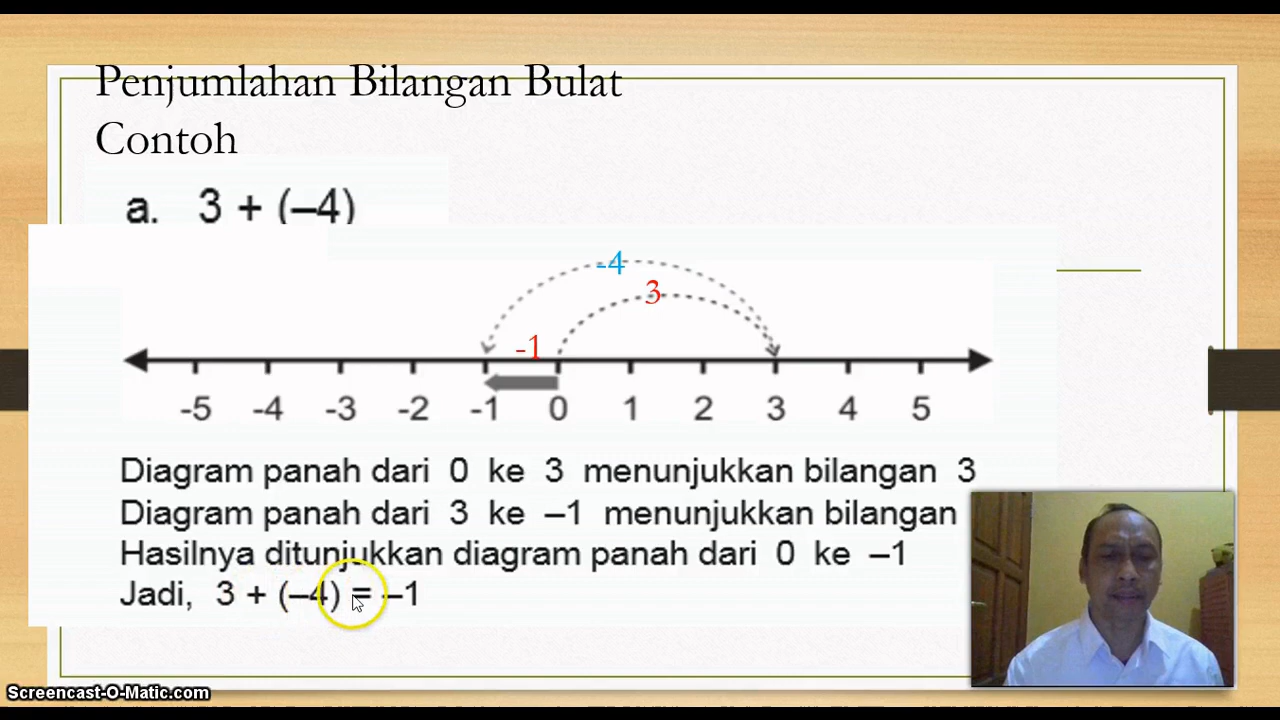 Penjumlahan Bilangan Bulat
Contoh
a. 3 + (–4)
-4
3
-1
-5 -4 -3 -2 -1 0 1 2 3 4 5
Diagram panah dari 0 ke 3 menunjukkan bilangan 3
Diagram panah dari 3 ke –1 menunjukkan bilangan
Hasilnya ditunjukkan diagram panah dari 0 ke –1
Jadi, 3 + (–4) = –1
Screencast-O-Matic.com